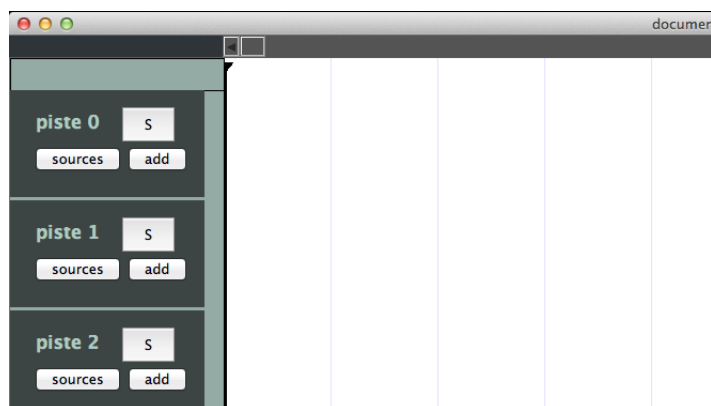 documen
piste 0 S
sources add
piste 1 S
sources add
piste 2 S
sources add